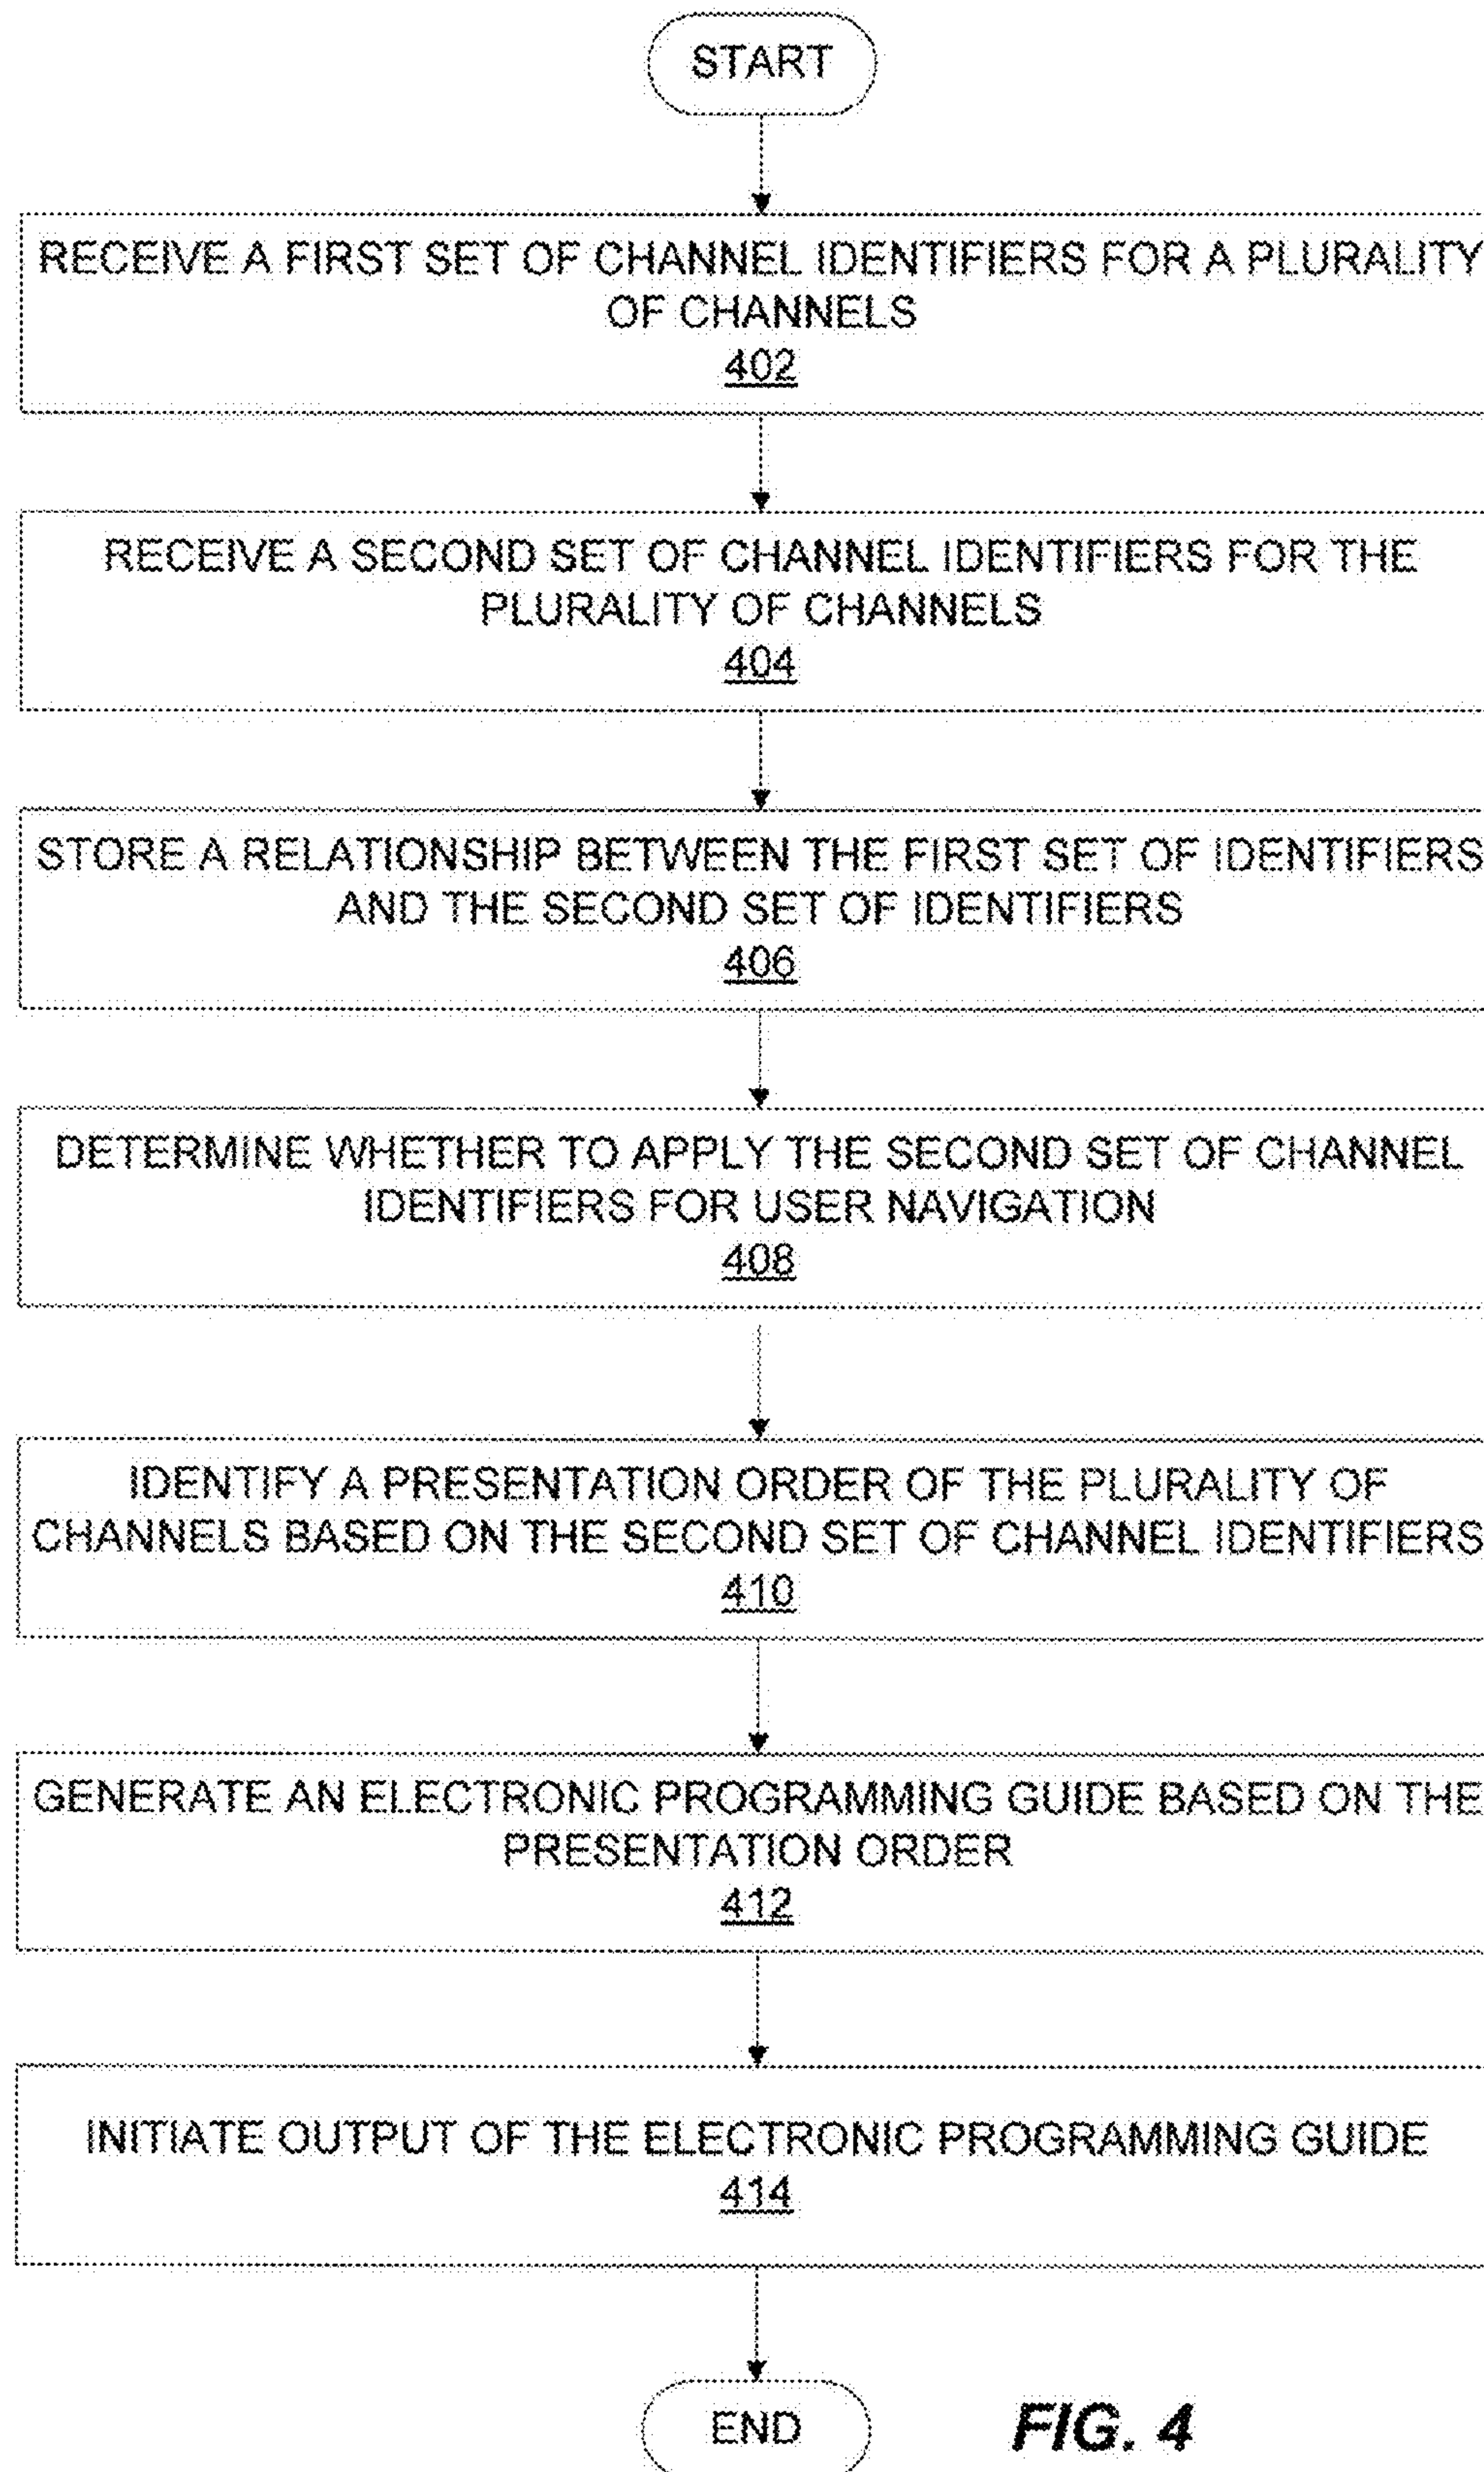 START
RECEIVE A FIRST SET OF CHANNEL IDENTIFIERS FOR A PLURALITY
OF CHANNELS
402
RECEIVE A SECOND SET OF CHANNEL IDENTIFIERS FOR THE
PLURALITY OF CHANNELS
404
STORE A RELATIONSHIP BETWEEN THE FIRST SET OF IDENTIFIERS
AND THE SECOND SET OF IDENTIFIERS
406
DETERMINE WHETHER TO APPLY THE SECOND SET OF CHANNEL
IDENTIFIERS FOR USER NAVIGATION
408
IDENTIFY A PRESENTATION ORDER OF THE PLURALITY OF
CHANNELS BASED ON THE SECOND SET OF CHANNEL IDENTIFIERS
410
GENERATE AN ELECTRONIC PROGRAMMING GUIDE BASED ON THE
PRESENTATION ORDER
412
INITIATE OUTPUT OF THE ELECTRONIC PROGRAMMING GUIDE
414
END
FIG. 4